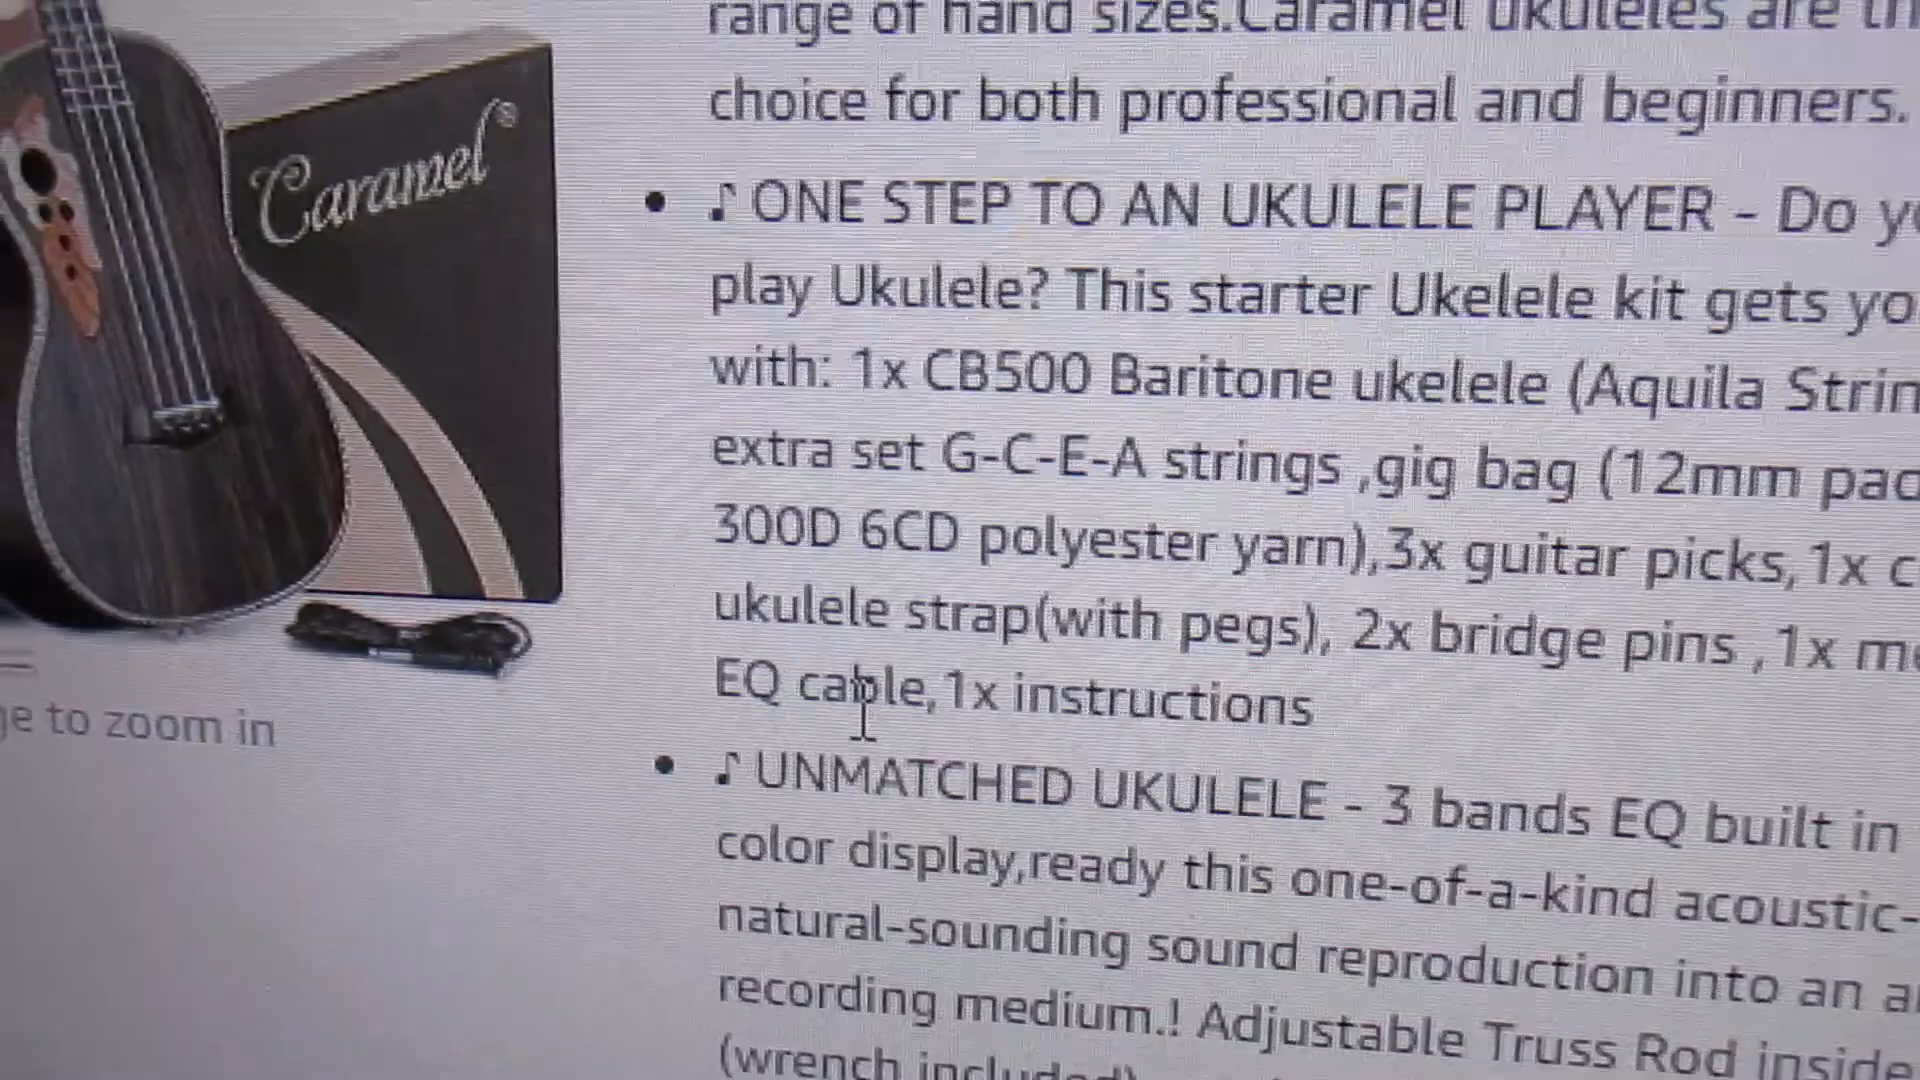 Caramel®
ge to zoom in
range of hand sizes.Caramel ukuleles are
choice for both professional and beginners.
• ♪ ONE STEP TO AN UKULELE PLAYER - Do
play Ukulele? This starter Ukelele kit gets
with: 1x CB500 Baritone ukelele (Aquila
extra set G-C-E-A strings ,gig bag (12mm
300D 6CD polyester yarn),3x guitar picks,1x
ukulele strap(with pegs), 2x bridge pins ,1x
EQ cable,1x instructions
• ♪ UNMATCHED UKULELE - 3 bands EQ built in
color display,ready this one-of-a-kind acoustic-
natural-sounding sound reproduction into an
recording medium.! Adjustable Truss Rod inside
(wrench included)